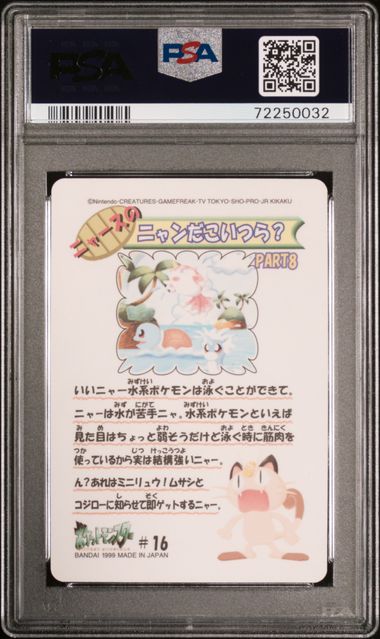 PSA
PSA
72250032
©Nintendo・CREATURES・GAMEFREAK・TV TOKYO・SHO-PRO・JR KIKAKU
ニャースの
ニャンだこいつら?
PART8
いいニャー水系ポケモンは泳ぐことができて。
ニャーは水が苦手ニャ。水系ポケモンといえば
見た目はちょっと弱そうだけど泳ぐ時に筋肉を
使っているから実は結構強いニャー。
ん?あれはミニリュウ!ムサシと
コジローに知らせて即ゲットするニャー。
ポケットモンスター
#16
BANDAI 1999 MADE IN JAPAN